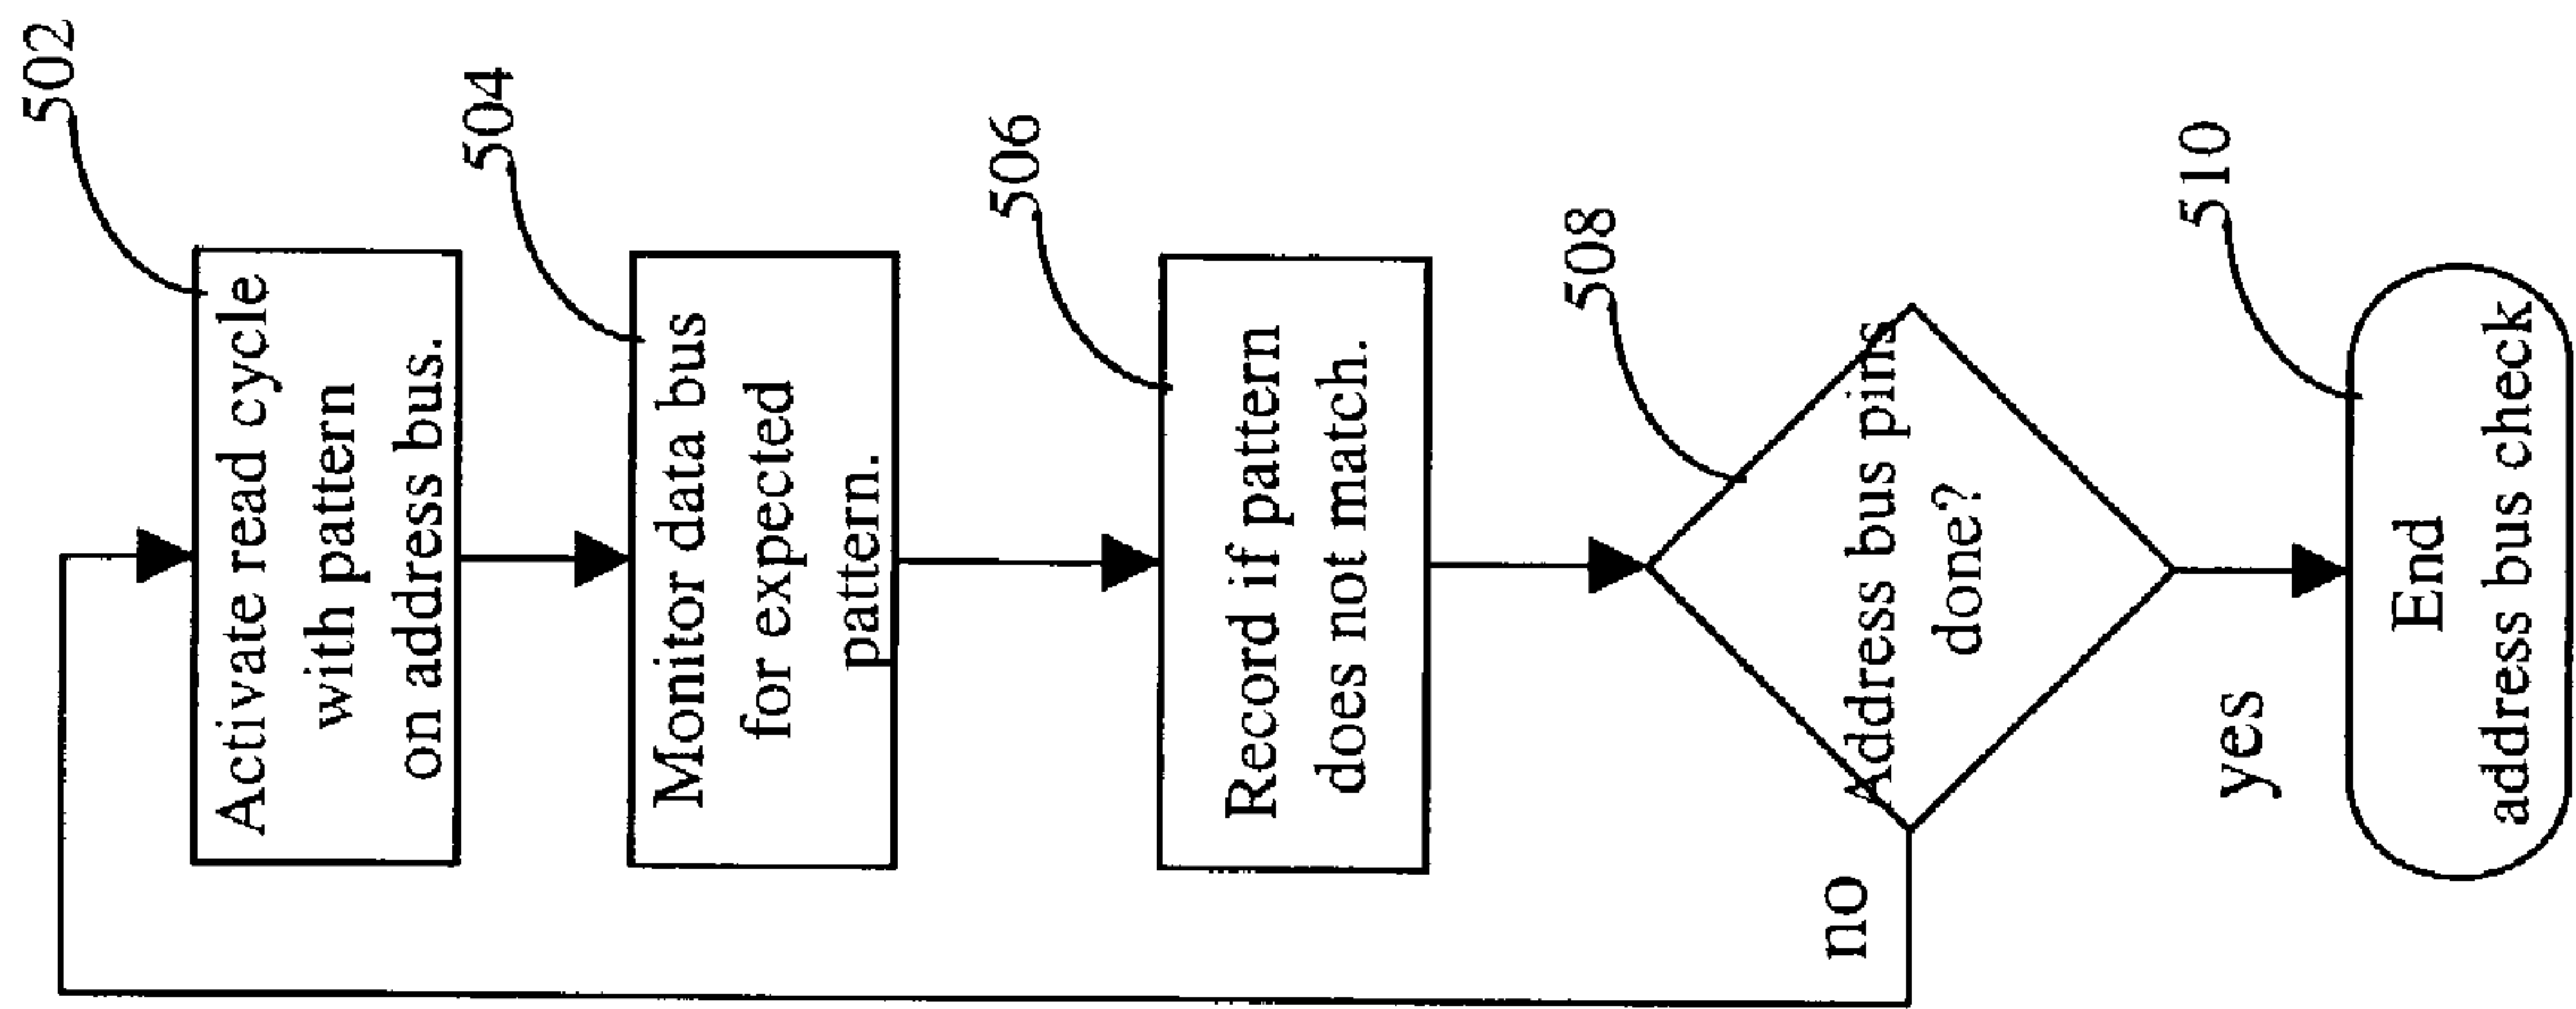 502
Activate read cycle
with pattern
on address bus.
504
Monitor data bus
for expected
pattern.
506
Record if pattern
does not match.
508
Address bus pins
done?
no
yes
510
End
address bus check